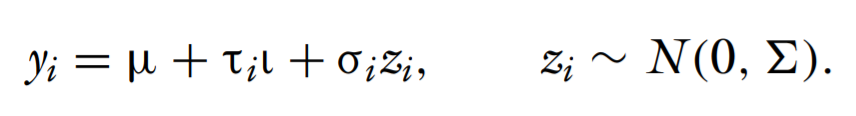 yᵢ = μ + τᵢι + σᵢzᵢ, zᵢ ∼ N(0, Σ).